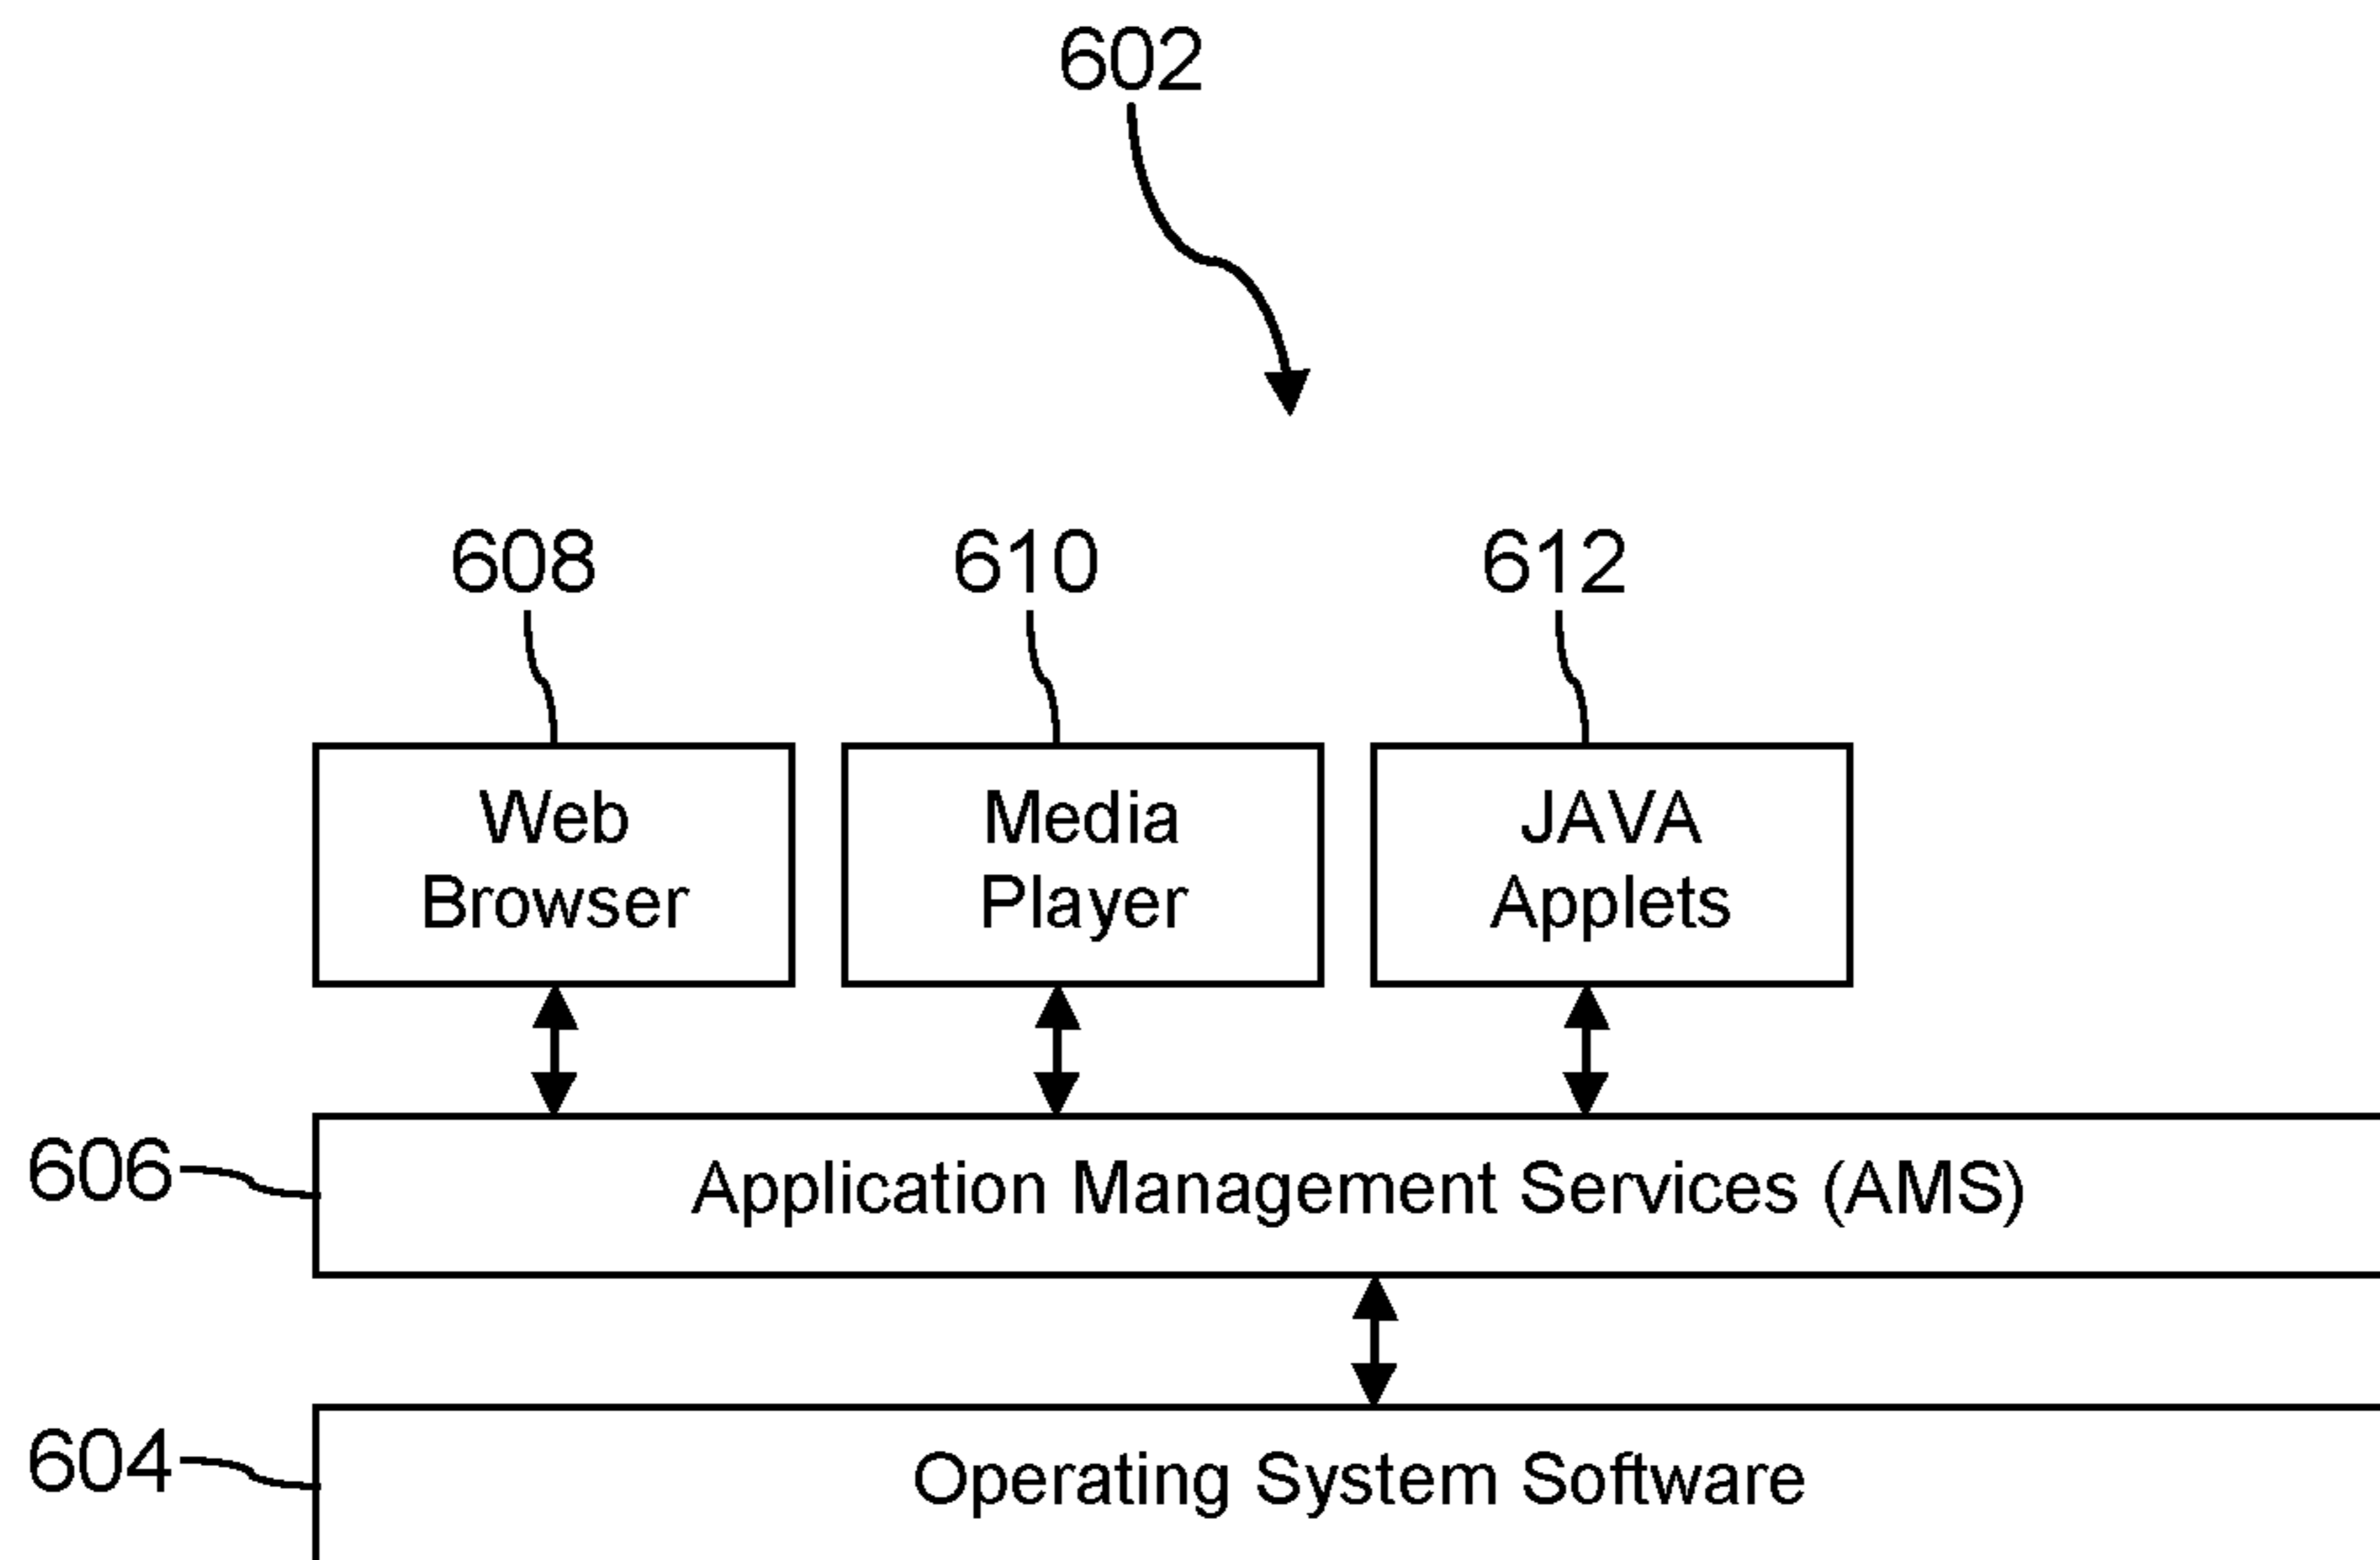 602
608
610
612
Web
Browser
Media
Player
JAVA
Applets
606
Application Management Services (AMS)
604
Operating System Software